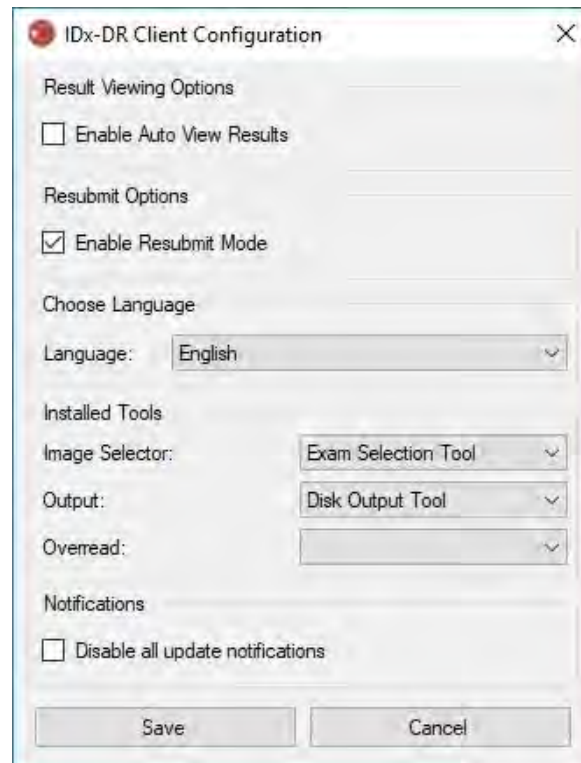 IDx-DR Client Configuration
Result Viewing Options
Enable Auto View Results
Resubmit Options
Enable Resubmit Mode
Choose Language
Language: English
Installed Tools
Image Selector: Exam Selection Tool
Output: Disk Output Tool
Overread:
Notifications
Disable all update notifications
Save Cancel